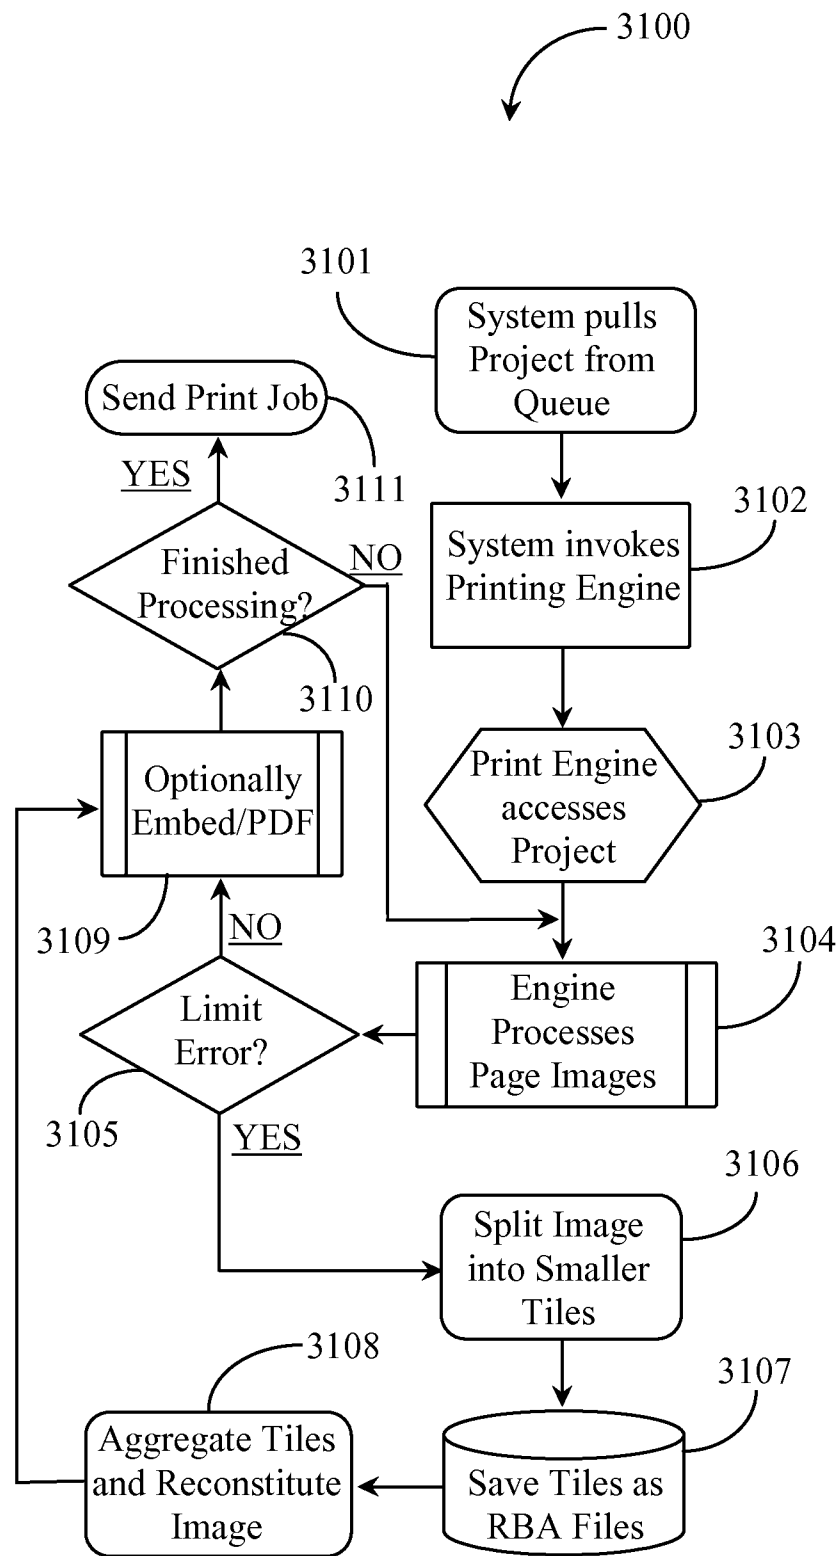 3100
3101
System pulls
Project from
Queue
Send Print Job
3111
YES
3102
System invokes
Printing Engine
Finished
Processing?
NO
3110
3103
Print Engine
accesses
Project
Optionally
Embed/PDF
3109
NO
3104
Engine
Processes
Page Images
Limit
Error?
3105
YES
3106
Split Image
into Smaller
Tiles
3107
Save Tiles as
RBA Files
3108
Aggregate Tiles
and Reconstitute
Image